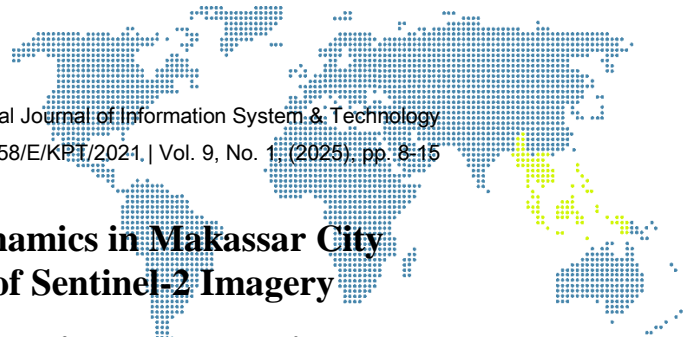 al Journal of Information System & Technology
58/E/KPT/2021 | Vol. 9, No. 1, (2025), pp. 8-15
namics in Makassar City
of Sentinel-2 Imagery